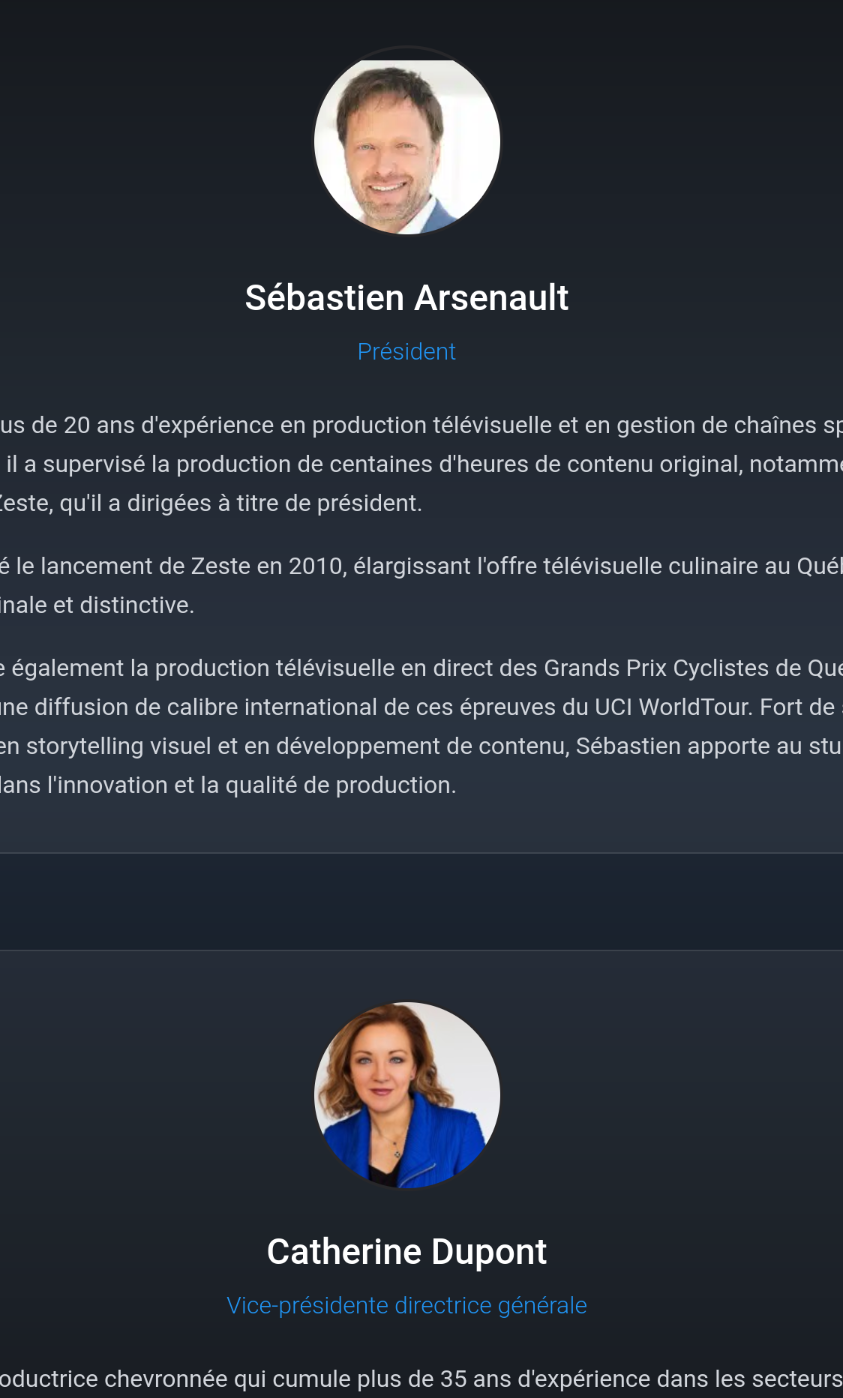 Sébastien Arsenault
Président
us de 20 ans d'expérience en production télévisuelle et en gestion de chaînes sp
il a supervisé la production de centaines d'heures de contenu original, notamme
Zeste, qu'il a dirigées à titre de président.
é le lancement de Zeste en 2010, élargissant l'offre télévisuelle culinaire au Qué
inale et distinctive.
e également la production télévisuelle en direct des Grands Prix Cyclistes de Que
une diffusion de calibre international de ces épreuves du UCI WorldTour. Fort de
en storytelling visuel et en développement de contenu, Sébastien apporte au stu
dans l'innovation et la qualité de production.
Catherine Dupont
Vice-présidente directrice générale
oductrice chevronnée qui cumule plus de 35 ans d'expérience dans les secteurs